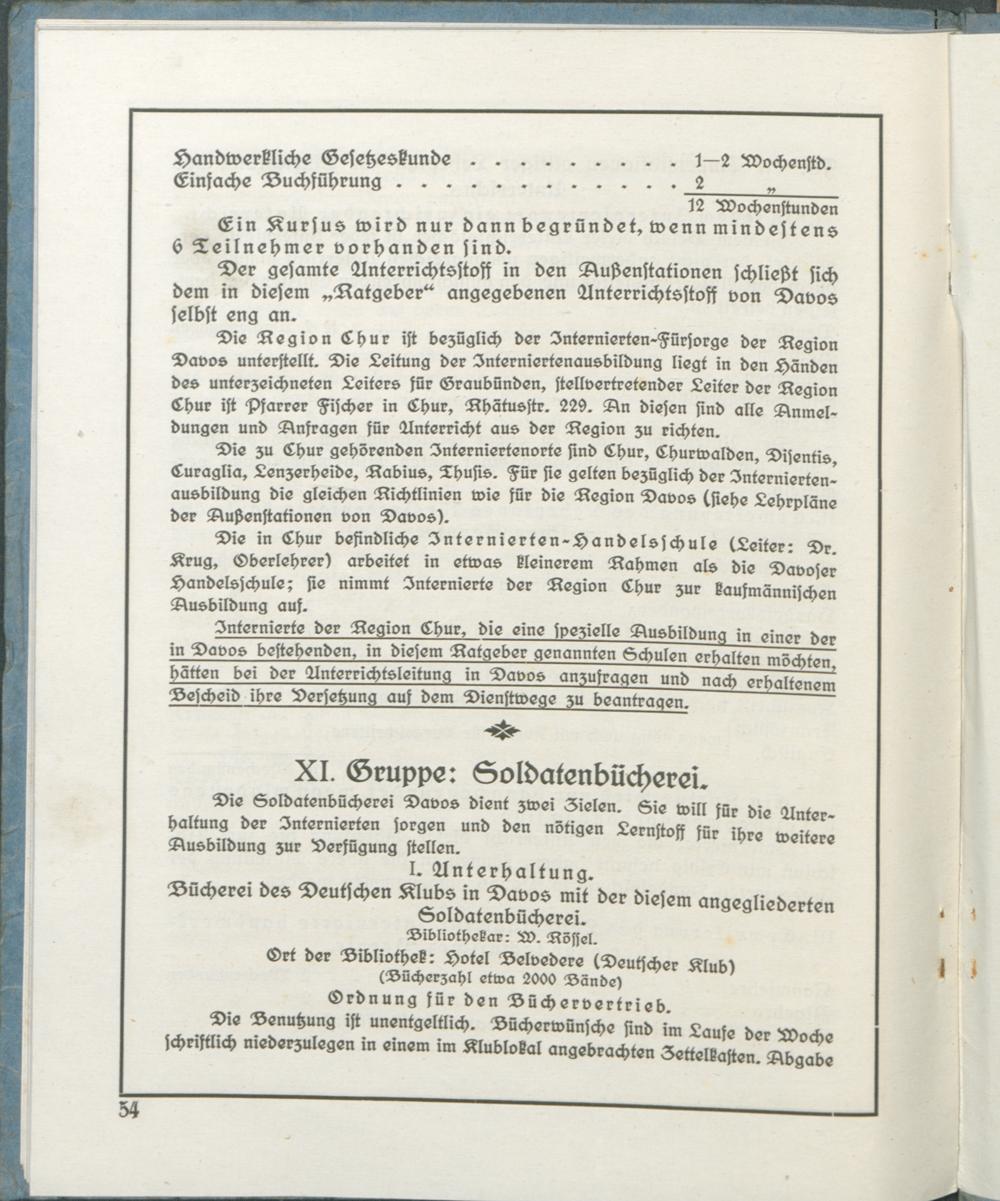 Handwerkliche Gesetzeskunde . . . . . . . . . 1—2 Wochenstd.
Einfache Buchführung . . . . . . . . . . . . 2 „
12 Wochenstunden
Ein Kursus wird nur dann begründet, wenn mindestens
6 Teilnehmer vorhanden sind.
Der gesamte Unterrichtsstoff in den Außenstationen schließt sich
dem in diesem „Ratgeber“ angegebenen Unterrichtsstoff von Davos
selbst eng an.
Die Region Chur ist bezüglich der Internierten-Fürsorge der Region
Davos unterstellt. Die Leitung der Interniertenausbildung liegt in den Händen
des unterzeichneten Leiters für Graubünden, stellvertretender Leiter der Region
Chur ist Pfarrer Fischer in Chur, Rhätusstr. 229. An diesen sind alle Anmel-
dungen und Anfragen für Unterricht aus der Region zu richten.
Die zu Chur gehörenden Interniertenorte sind Chur, Churwalden, Disentis,
Curaglia, Lenzerheide, Rabius, Thusis. Für sie gelten bezüglich der Internierten-
ausbildung die gleichen Richtlinien wie für die Region Davos (siehe Lehrpläne
der Außenstationen von Davos).
Die in Chur befindliche Internierten-Handelsschule (Leiter: Dr.
Krug, Oberlehrer) arbeitet in etwas kleinerem Rahmen als die Davoser
Handelsschule; sie nimmt Internierte der Region Chur zur kaufmännischen
Ausbildung auf.
Internierte der Region Chur, die eine spezielle Ausbildung in einer der
in Davos bestehenden, in diesem Ratgeber genannten Schulen erhalten möchten,
hätten bei der Unterrichtsleitung in Davos anzufragen und nach erhaltenem
Bescheid ihre Versetzung auf dem Dienstwege zu beantragen.
XI. Gruppe: Soldatenbücherei.
Die Soldatenbücherei Davos dient zwei Zielen. Sie will für die Unter-
haltung der Internierten sorgen und den nötigen Lernstoff für ihre weitere
Ausbildung zur Verfügung stellen.
I. Unterhaltung.
Bücherei des Deutschen Klubs in Davos mit der diesem angegliederten
Soldatenbücherei.
Bibliothekar: W. Rössel.
Ort der Bibliothek: Hotel Belvedere (Deutscher Klub)
(Bücherzahl etwa 2000 Bände)
Ordnung für den Büchervertrieb.
Die Benutzung ist unentgeltlich. Bücherwünsche sind im Laufe der Woche
schriftlich niederzulegen in einem im Klublokal angebrachten Zettelkasten. Abgabe
54